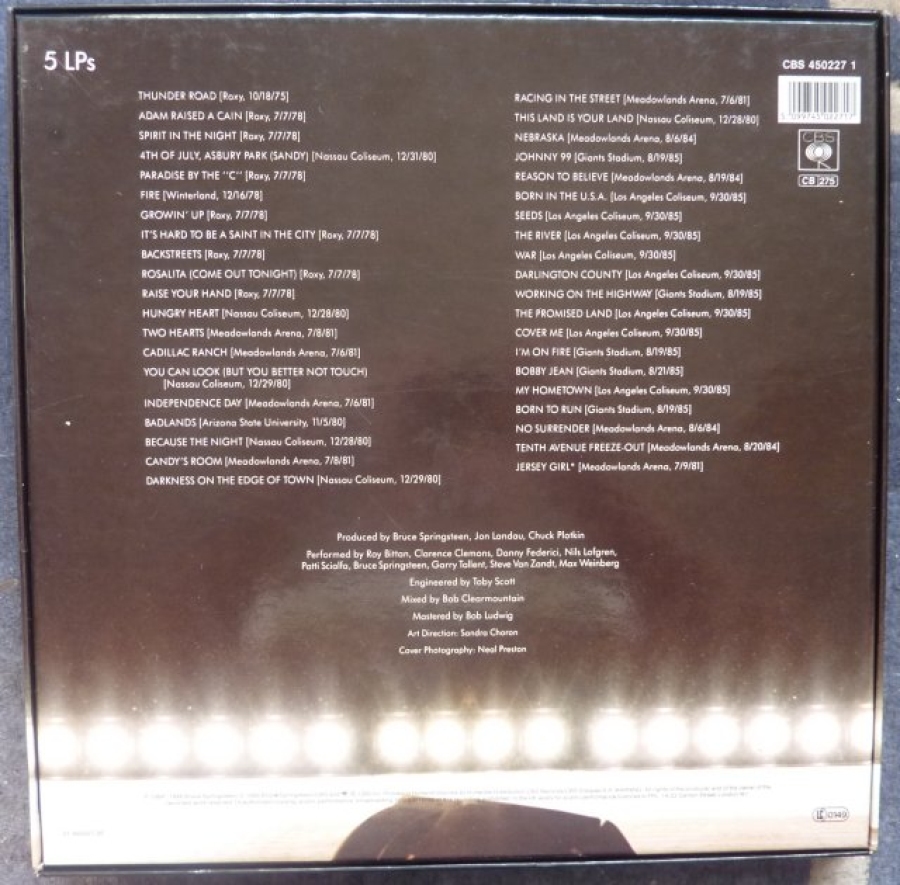 5 LPs
CBS 450227 1
THUNDER ROAD [Roxy, 10/18/75]
ADAM RAISED A CAIN [Roxy, 7/7/78]
SPIRIT IN THE NIGHT [Roxy, 7/7/78]
4TH OF JULY, ASBURY PARK (SANDY) [Nassau Coliseum, 12/31/80]
PARADISE BY THE "C" [Roxy, 7/7/78]
FIRE [Winterland, 12/16/78]
GROWIN' UP [Roxy, 7/7/78]
IT'S HARD TO BE A SAINT IN THE CITY [Roxy, 7/7/78]
BACKSTREETS [Roxy, 7/7/78]
ROSALITA (COME OUT TONIGHT) [Roxy, 7/7/78]
RAISE YOUR HAND [Roxy, 7/7/78]
HUNGRY HEART [Nassau Coliseum, 12/28/80]
TWO HEARTS [Meadowlands Arena, 7/8/81]
CADILLAC RANCH [Meadowlands Arena, 7/6/81]
YOU CAN LOOK (BUT YOU BETTER NOT TOUCH)
[Nassau Coliseum, 12/29/80]
INDEPENDENCE DAY [Meadowlands Arena, 7/6/81]
BADLANDS [Arizona State University, 11/5/80]
BECAUSE THE NIGHT [Nassau Coliseum, 12/28/80]
CANDY'S ROOM [Meadowlands Arena, 7/8/81]
DARKNESS ON THE EDGE OF TOWN [Nassau Coliseum, 12/29/80]
RACING IN THE STREET [Meadowlands Arena, 7/6/81]
THIS LAND IS YOUR LAND [Nassau Coliseum, 12/28/80]
NEBRASKA [Meadowlands Arena, 8/6/84]
JOHNNY 99 [Giants Stadium, 8/19/85]
REASON TO BELIEVE [Meadowlands Arena, 8/19/84]
BORN IN THE U.S.A. [Los Angeles Coliseum, 9/30/85]
SEEDS [Los Angeles Coliseum, 9/30/85]
THE RIVER [Los Angeles Coliseum, 9/30/85]
WAR [Los Angeles Coliseum, 9/30/85]
DARLINGTON COUNTY [Los Angeles Coliseum, 9/30/85]
WORKING ON THE HIGHWAY [Giants Stadium, 8/19/85]
THE PROMISED LAND [Los Angeles Coliseum, 9/30/85]
COVER ME [Los Angeles Coliseum, 9/30/85]
I'M ON FIRE [Giants Stadium, 8/19/85]
BOBBY JEAN [Giants Stadium, 8/21/85]
MY HOMETOWN [Los Angeles Coliseum, 9/30/85]
BORN TO RUN [Giants Stadium, 8/19/85]
NO SURRENDER [Meadowlands Arena, 8/6/84]
TENTH AVENUE FREEZE-OUT [Meadowlands Arena, 8/20/84]
JERSEY GIRL* [Meadowlands Arena, 7/9/81]
CBS
CB 275
Produced by Bruce Springsteen, Jon Landau, Chuck Plotkin
Performed by Roy Bittan, Clarence Clemons, Danny Federici, Nils Lofgren,
Patti Scialfa, Bruce Springsteen, Garry Tallent, Steve Van Zandt, Max Weinberg
Engineered by Toby Scott
Mixed by Bob Clearmountain
Mastered by Bob Ludwig
Art Direction: Sandra Choron
Cover Photography: Neal Preston